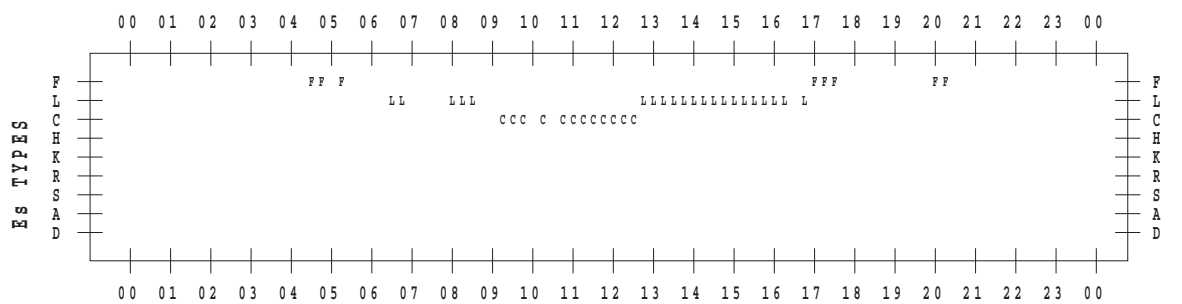 00 01 02 03 04 05 06 07 08 09 10 11 12 13 14 15 16 17 18 19 20 21 22 23 00
F FF F FFF FF F
L LL LLL LLLLLLLLLLLLLLL L L
C CCC C CCCCCCCC C
H H
K K
R R
S S
A A
D D
Es TYPES
00 01 02 03 04 05 06 07 08 09 10 11 12 13 14 15 16 17 18 19 20 21 22 23 00